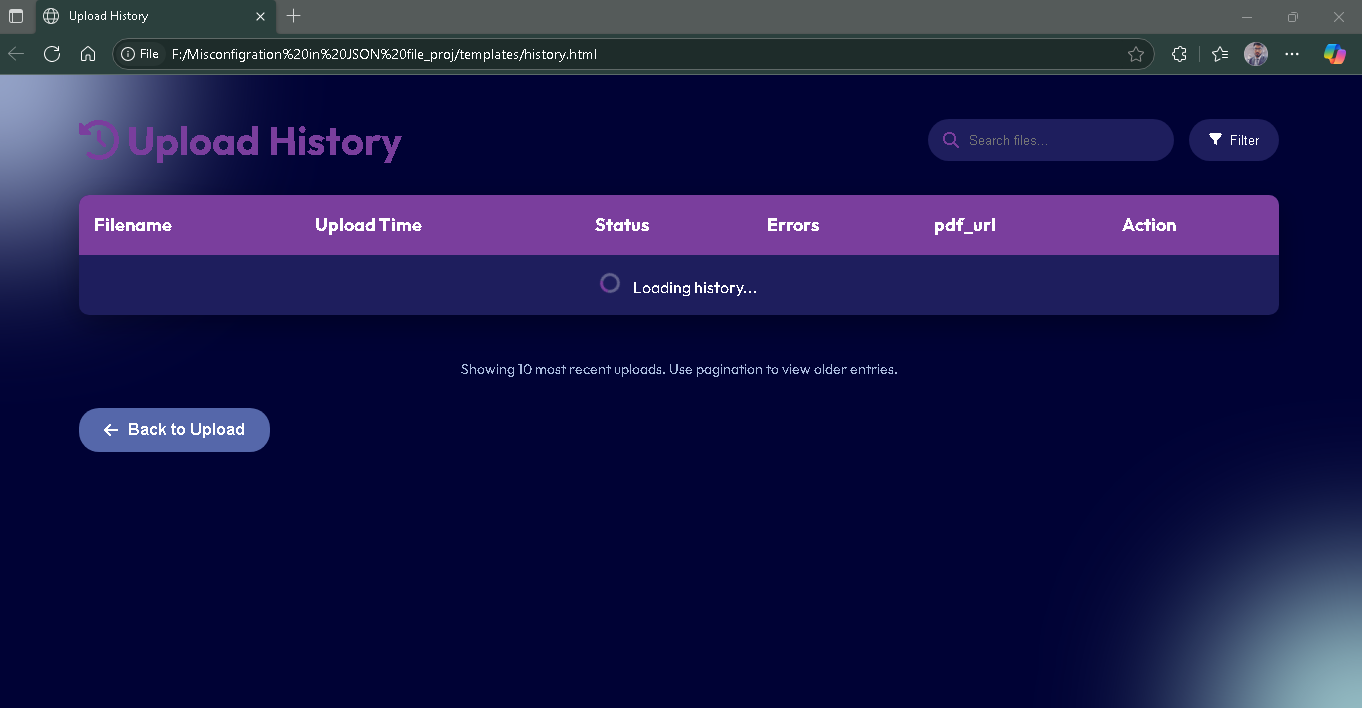 Upload History
File F:/Misconfigration%20in%20JSON%20file_proj/templates/history.html
Upload History
Search files...
Filter
Filename Upload Time Status Errors pdf_url Action
Loading history...
Showing 10 most recent uploads. Use pagination to view older entries.
Back to Upload